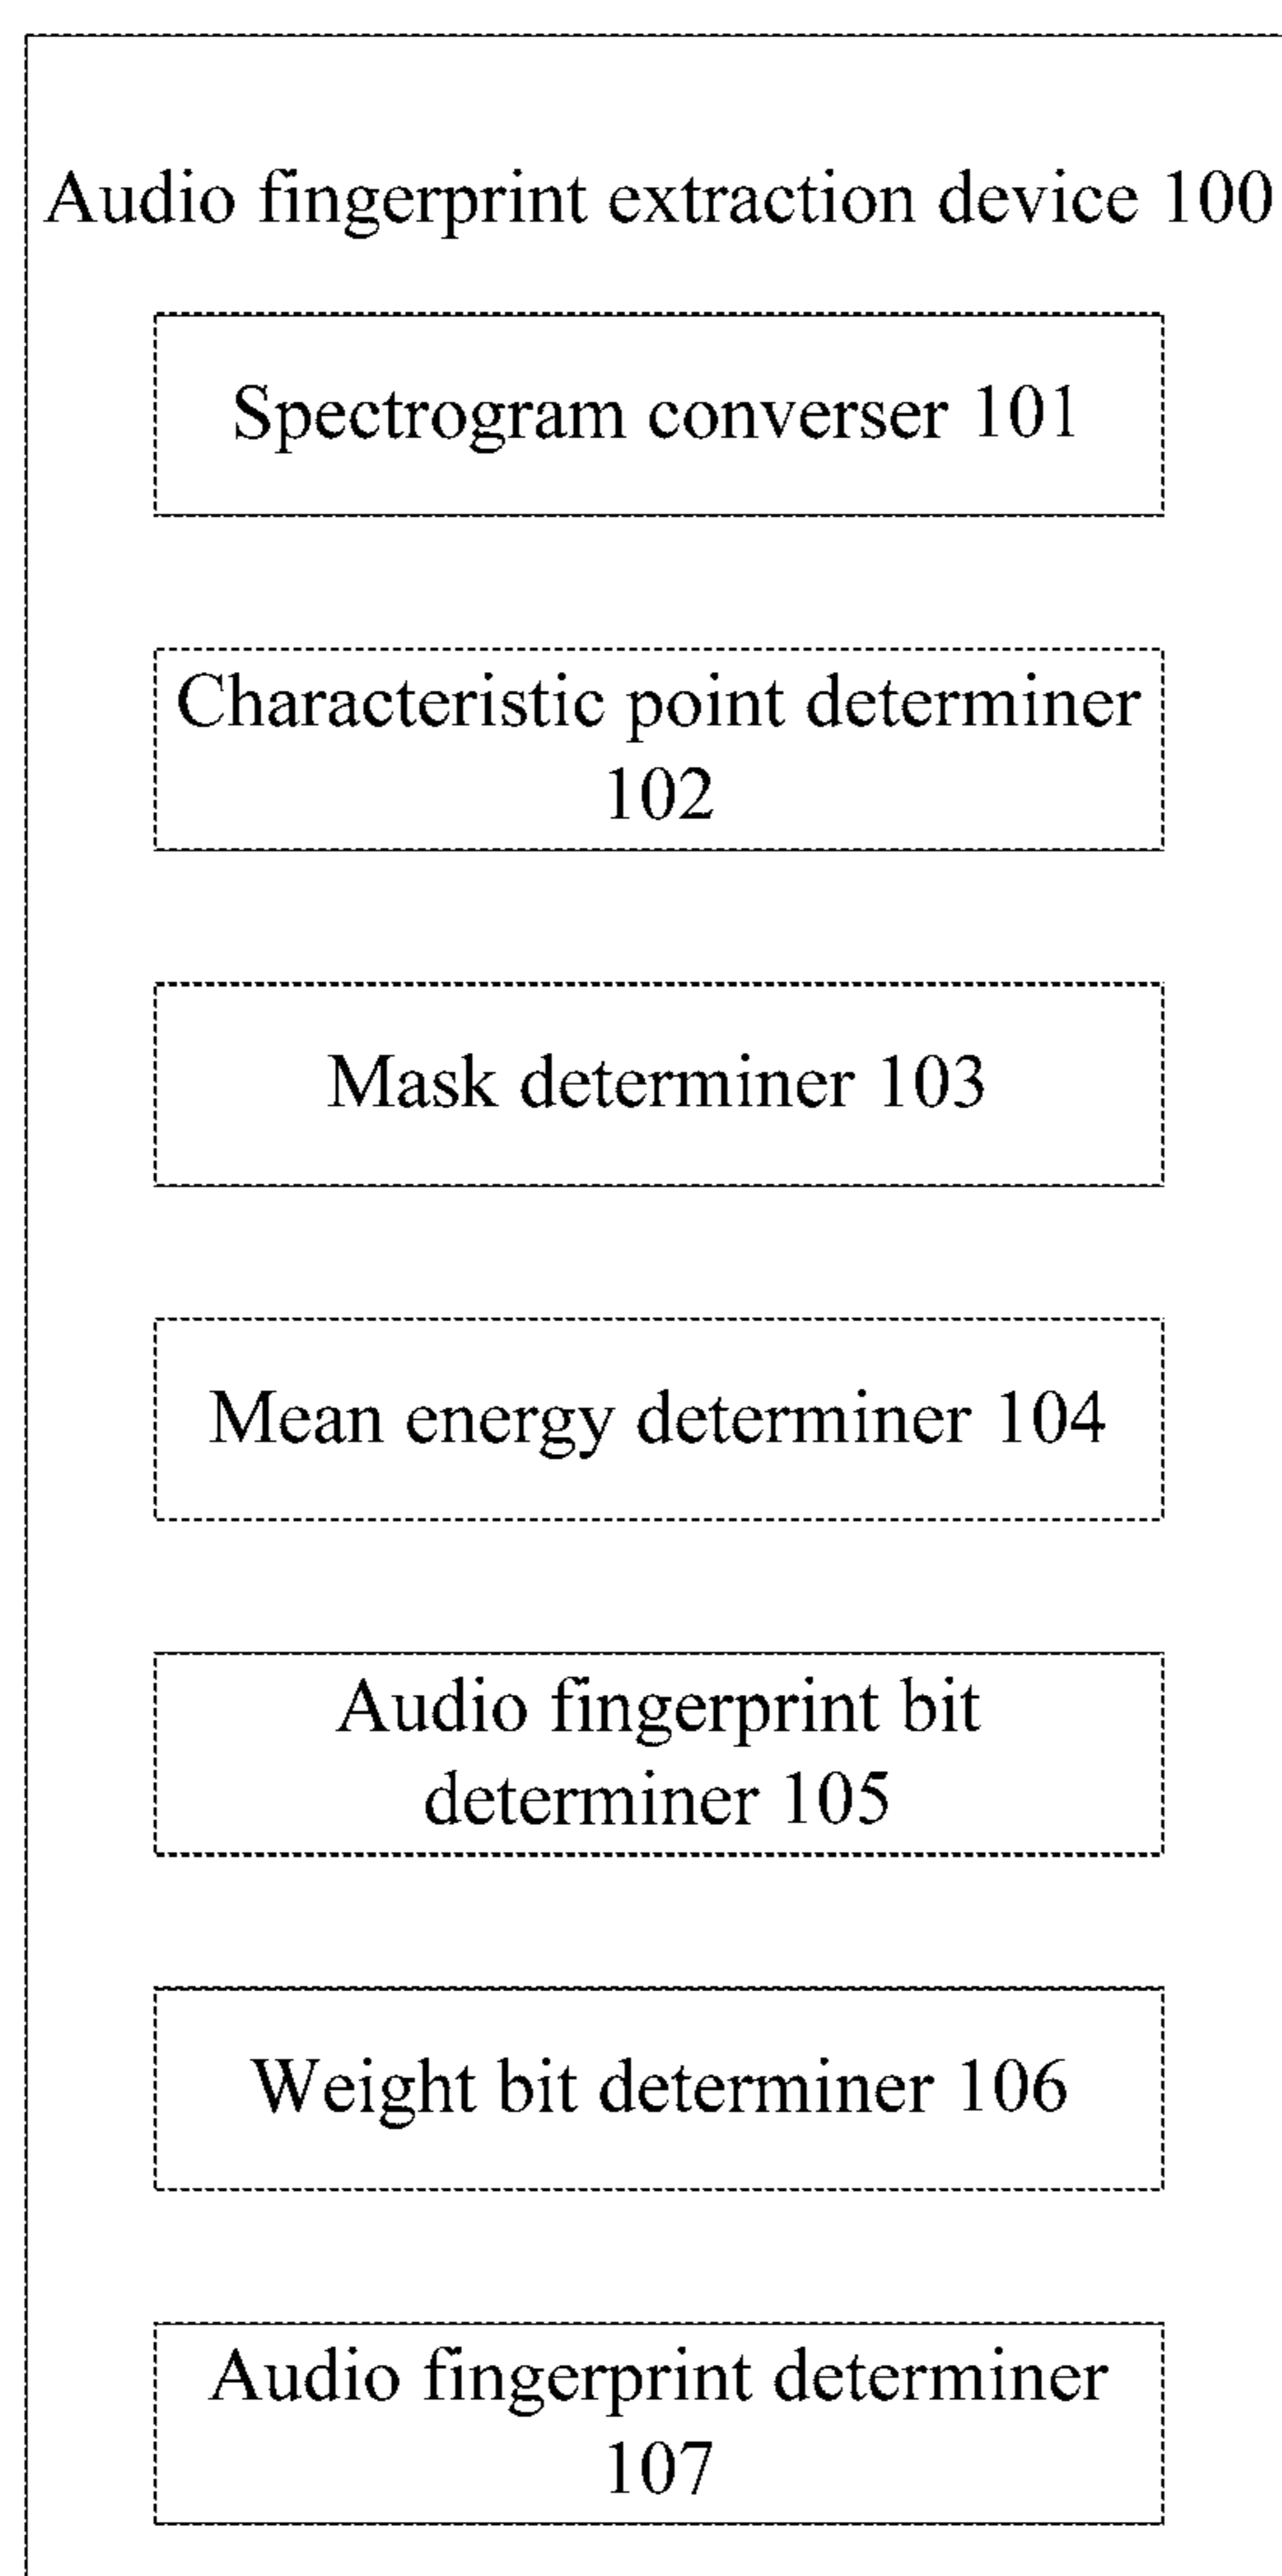 Audio fingerprint extraction device 100
Spectrogram converser 101
Characteristic point determiner
102
Mask determiner 103
Mean energy determiner 104
Audio fingerprint bit
determiner 105
Weight bit determiner 106
Audio fingerprint determiner
107